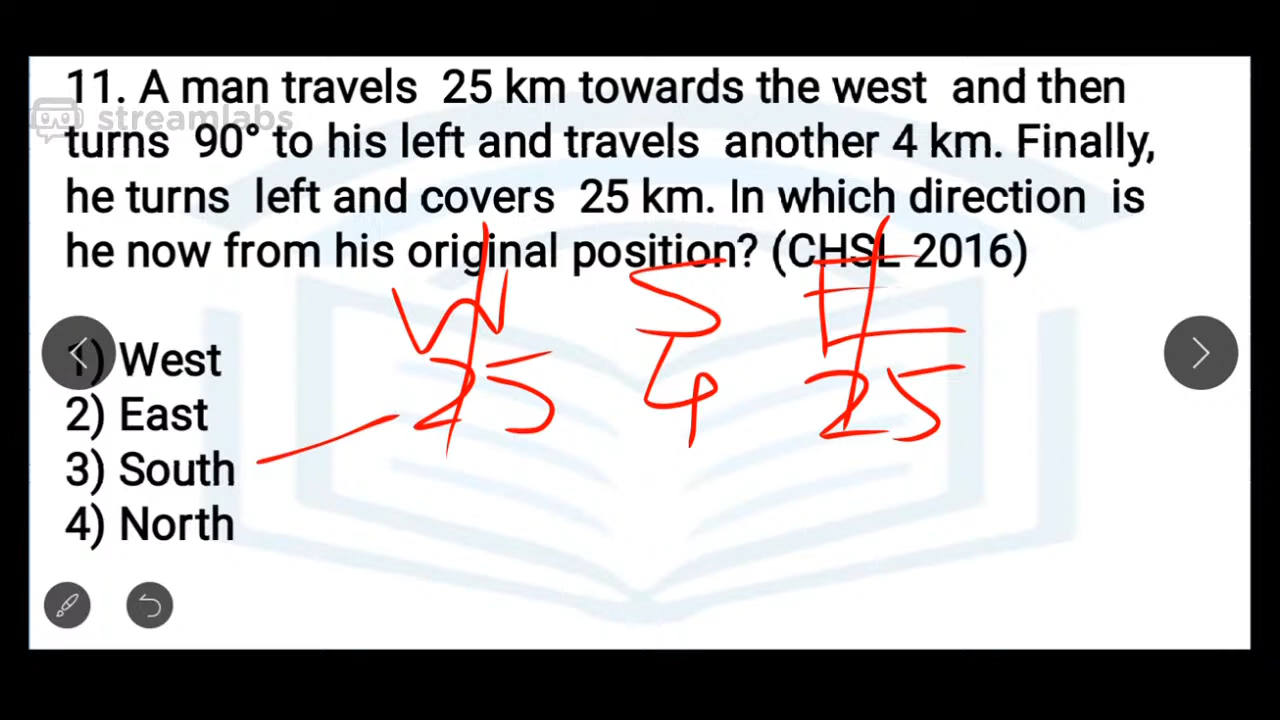 11. A man travels 25 km towards the west and then
streamlabs
turns 90° to his left and travels another 4 km. Finally,
he turns left and covers 25 km. In which direction is
he now from his original position? (CHSL 2016)
W S E
25 4 25
1) West
2) East
3) South
4) North